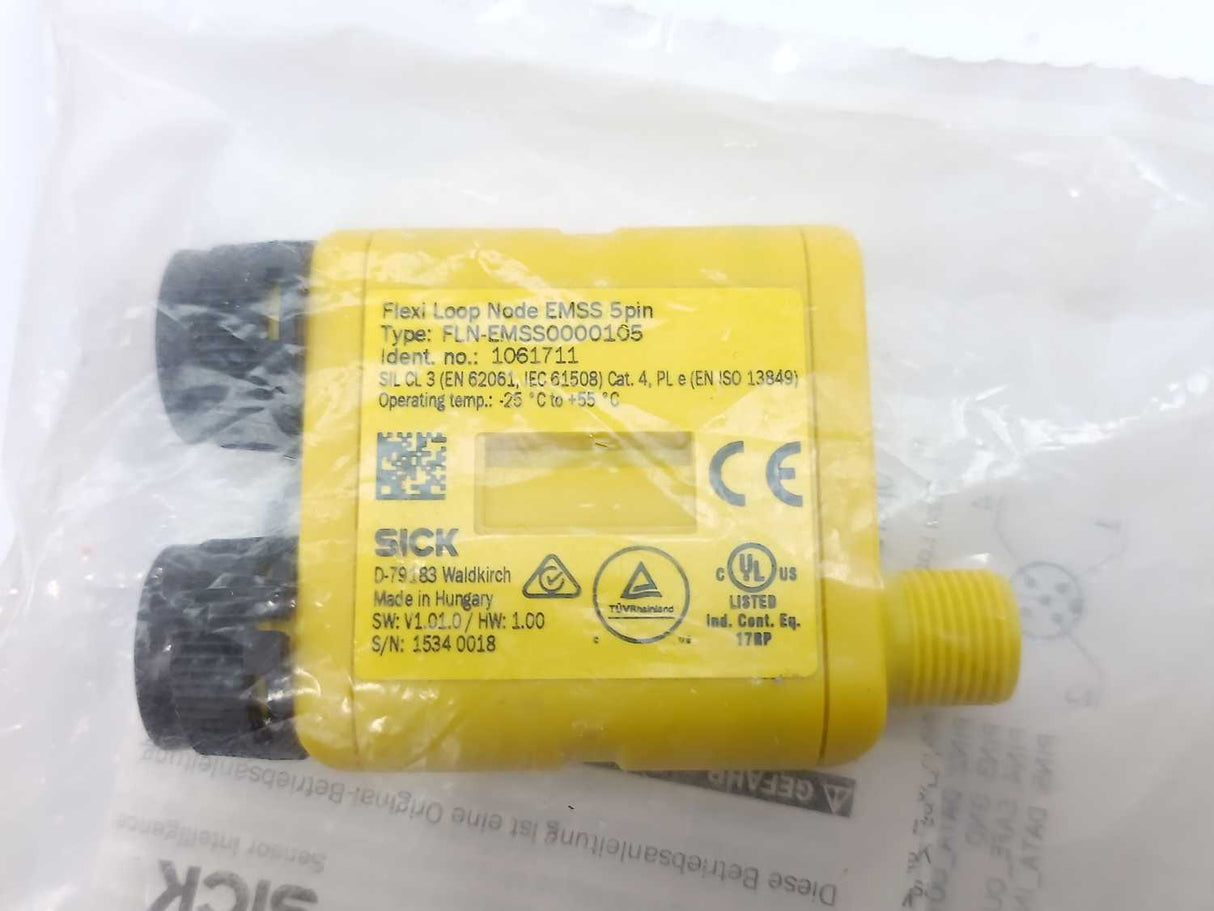 Flexi Loop Node EMSS 5pin
Type: FLN-EMSS0000105
Ident. no.: 1061711
SIL CL 3 (EN 62061, IEC 61508) Cat. 4, PL e (EN ISO 13849)
Operating temp.: -25 °C to +55 °C
CE
SICK
D-79183 Waldkirch
Made in Hungary
SW: V1.01.0 / HW: 1.00
S/N: 1534 0018
TÜVRheinland
C US
C UL US
LISTED
Ind. Cont. Eq.
17RP
GEFAHR
Diese Betriebsanleitung ist eine Original-Betriebsanleitung
SICK
Sensor Intelligence